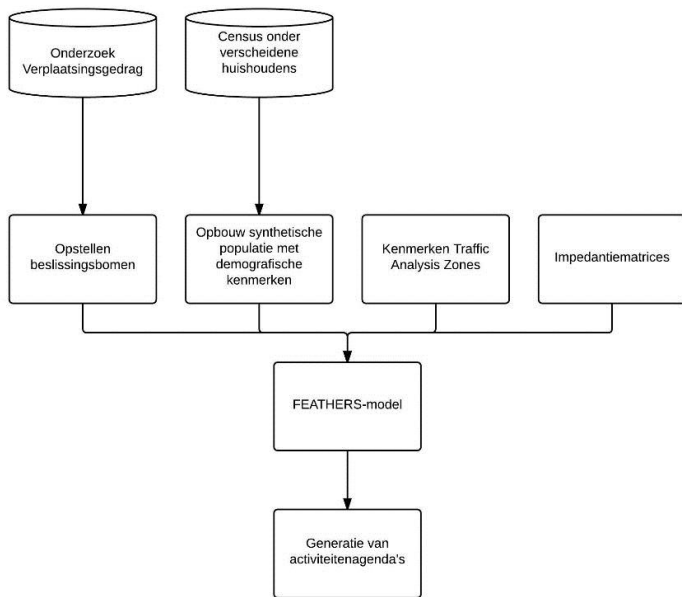 Onderzoek
Verplaatsingsgedrag
Census onder
verscheidene
huishoudens
Opstellen
beslissingsbomen
Opbouw synthetische
populatie met
demografische
kenmerken
Kenmerken Traffic
Analysis Zones
Impedantiematrices
FEATHERS-model
Generatie van
activiteitenagenda's